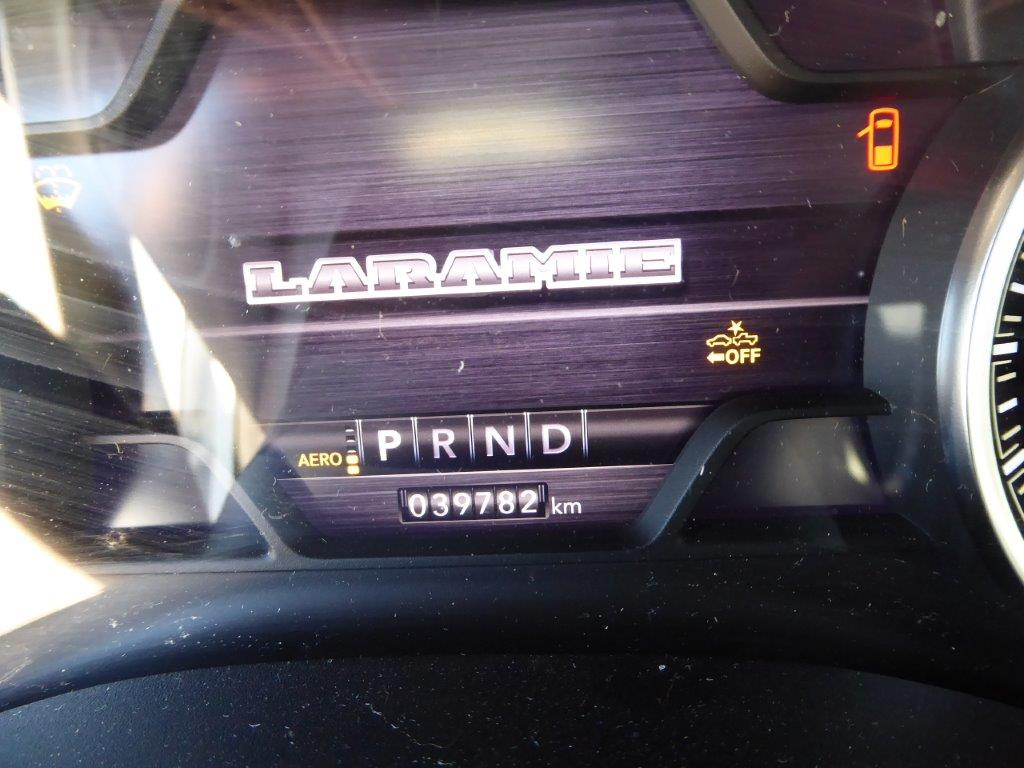 LARAMIE
←OFF
AERO P R N D
039782 km